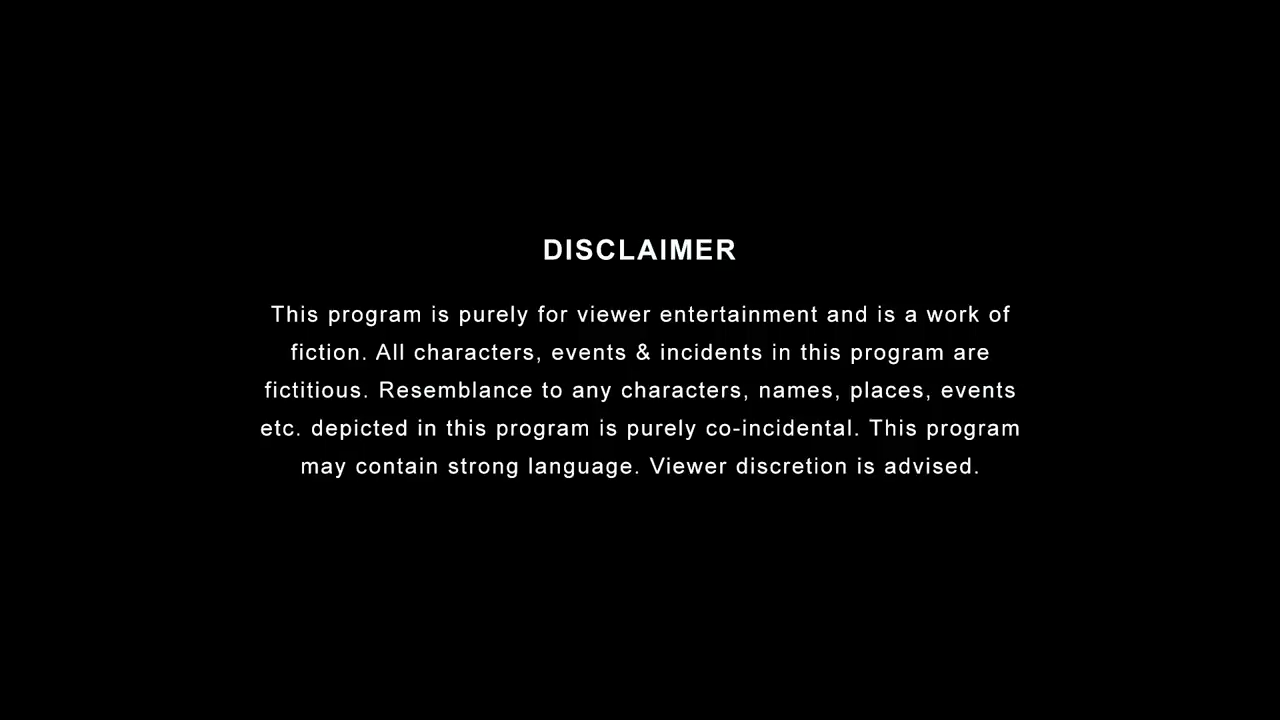 DISCLAIMER
This program is purely for viewer entertainment and is a work of
fiction. All characters, events & incidents in this program are
fictitious. Resemblance to any characters, names, places, events
etc. depicted in this program is purely co-incidental. This program
may contain strong language. Viewer discretion is advised.